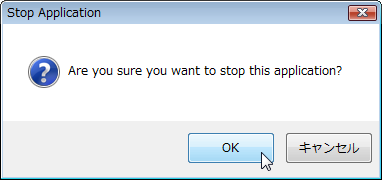 Stop Application
Are you sure you want to stop this application?
OK
キャンセル